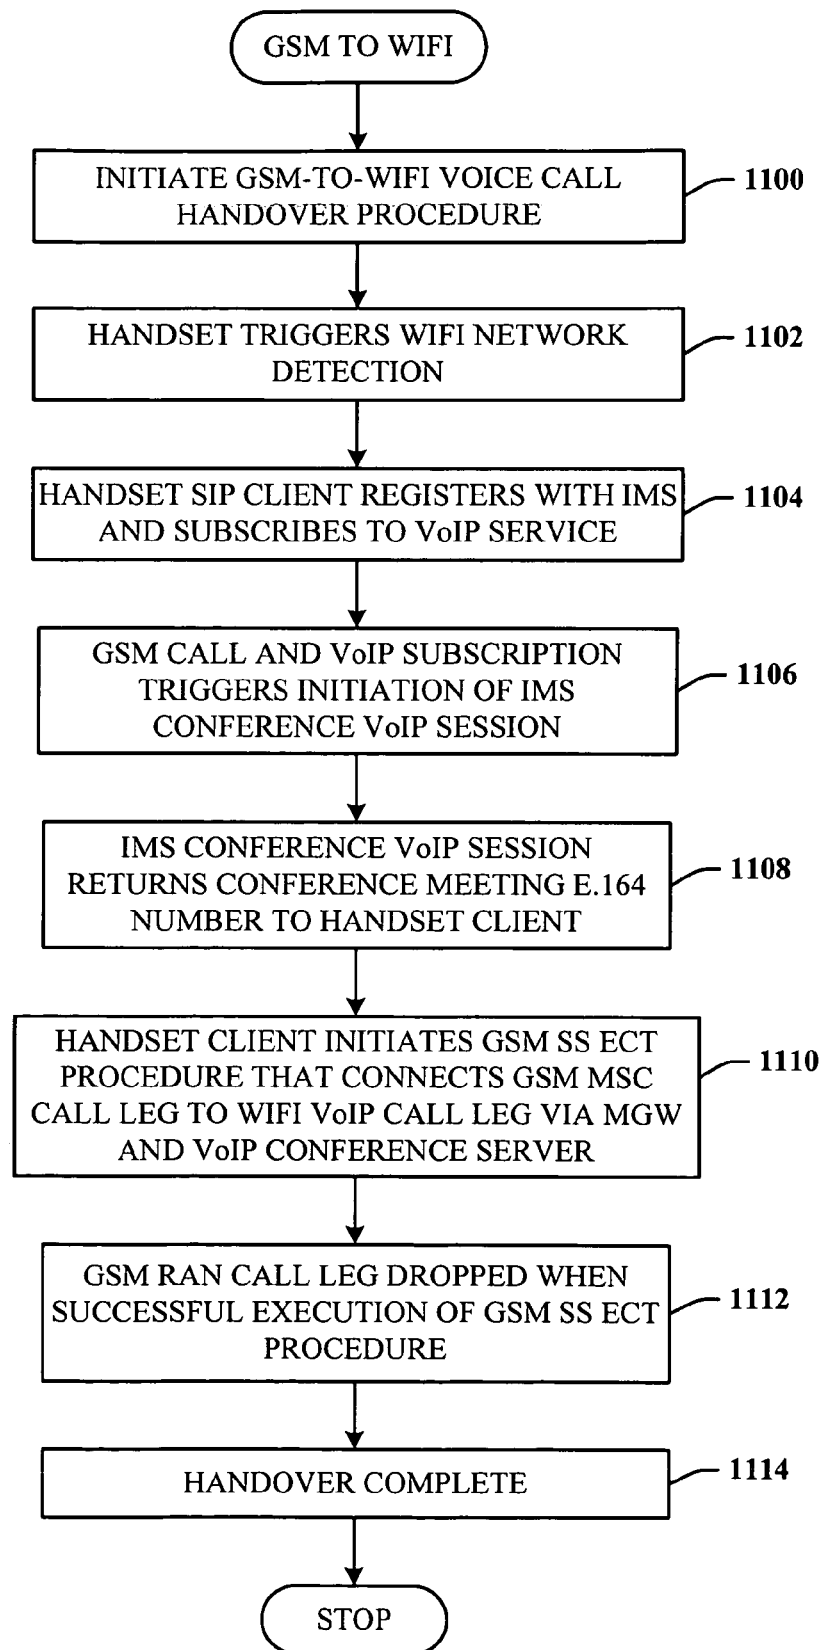 GSM TO WIFI
INITIATE GSM-TO-WIFI VOICE CALL
HANDOVER PROCEDURE
1100
HANDSET TRIGGERS WIFI NETWORK
DETECTION
1102
HANDSET SIP CLIENT REGISTERS WITH IMS
AND SUBSCRIBES TO VoIP SERVICE
1104
GSM CALL AND VoIP SUBSCRIPTION
TRIGGERS INITIATION OF IMS
CONFERENCE VoIP SESSION
1106
IMS CONFERENCE VoIP SESSION
RETURNS CONFERENCE MEETING E.164
NUMBER TO HANDSET CLIENT
1108
HANDSET CLIENT INITIATES GSM SS ECT
PROCEDURE THAT CONNECTS GSM MSC
CALL LEG TO WIFI VoIP CALL LEG VIA MGW
AND VoIP CONFERENCE SERVER
1110
GSM RAN CALL LEG DROPPED WHEN
SUCCESSFUL EXECUTION OF GSM SS ECT
PROCEDURE
1112
HANDOVER COMPLETE
1114
STOP